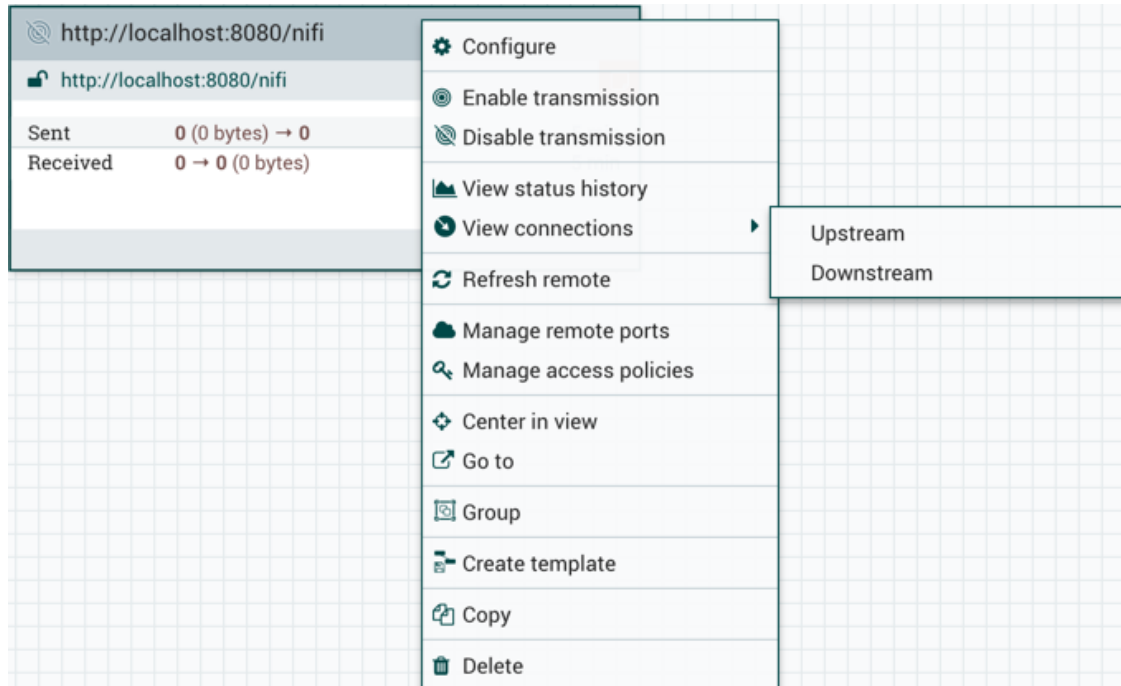 http://localhost:8080/nifi
http://localhost:8080/nifi
Sent 0 (0 bytes) → 0
Received 0 → 0 (0 bytes)
Configure
Enable transmission
Disable transmission
View status history
View connections
Upstream
Downstream
Refresh remote
Manage remote ports
Manage access policies
Center in view
Go to
Group
Create template
Copy
Delete